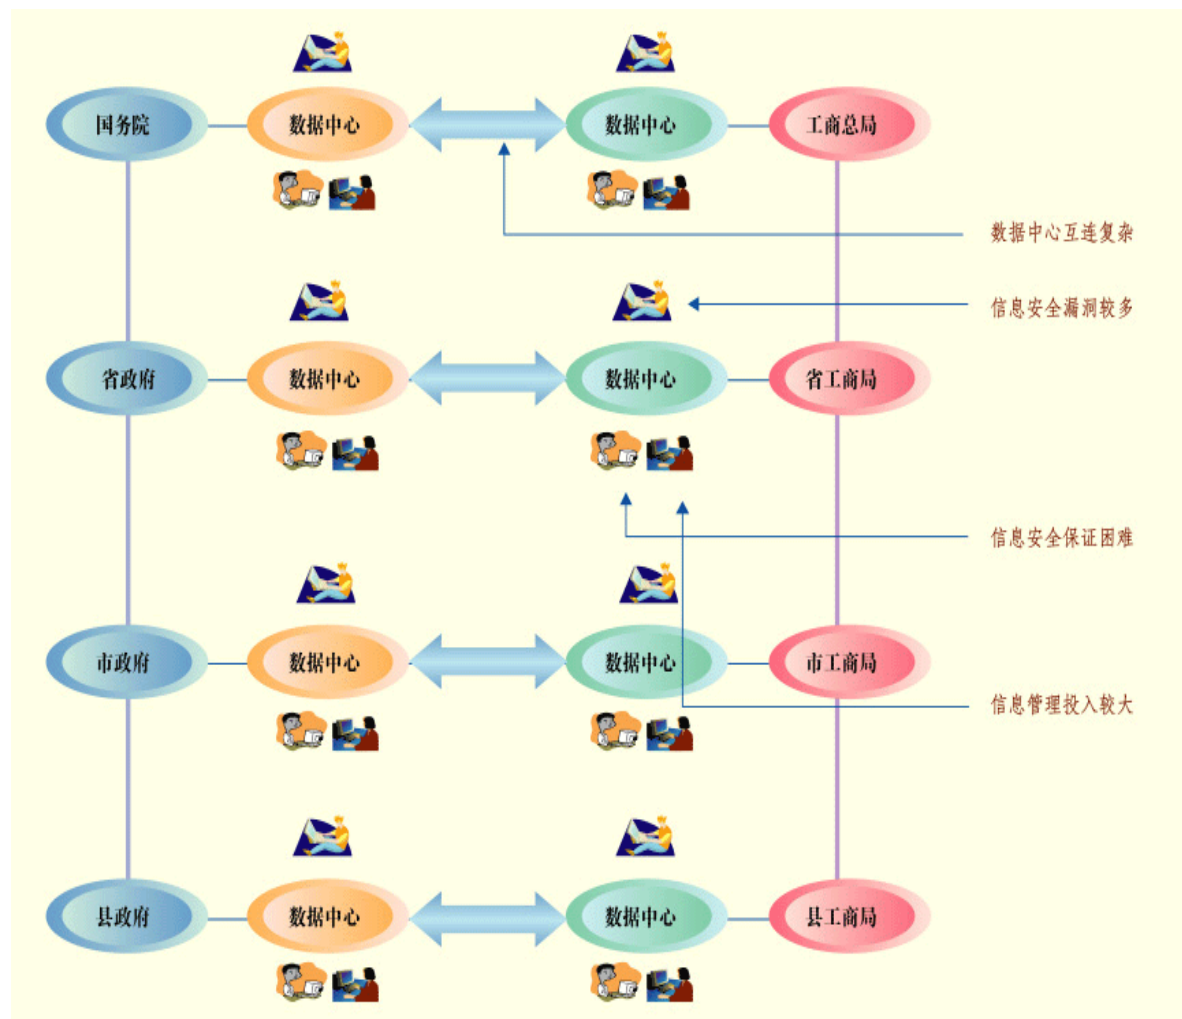 国务院
数据中心
数据中心
工商总局
数据中心互连复杂
信息安全漏洞较多
省政府
数据中心
数据中心
省工商局
信息安全保证困难
市政府
数据中心
数据中心
市工商局
信息管理投入较大
县政府
数据中心
数据中心
县工商局